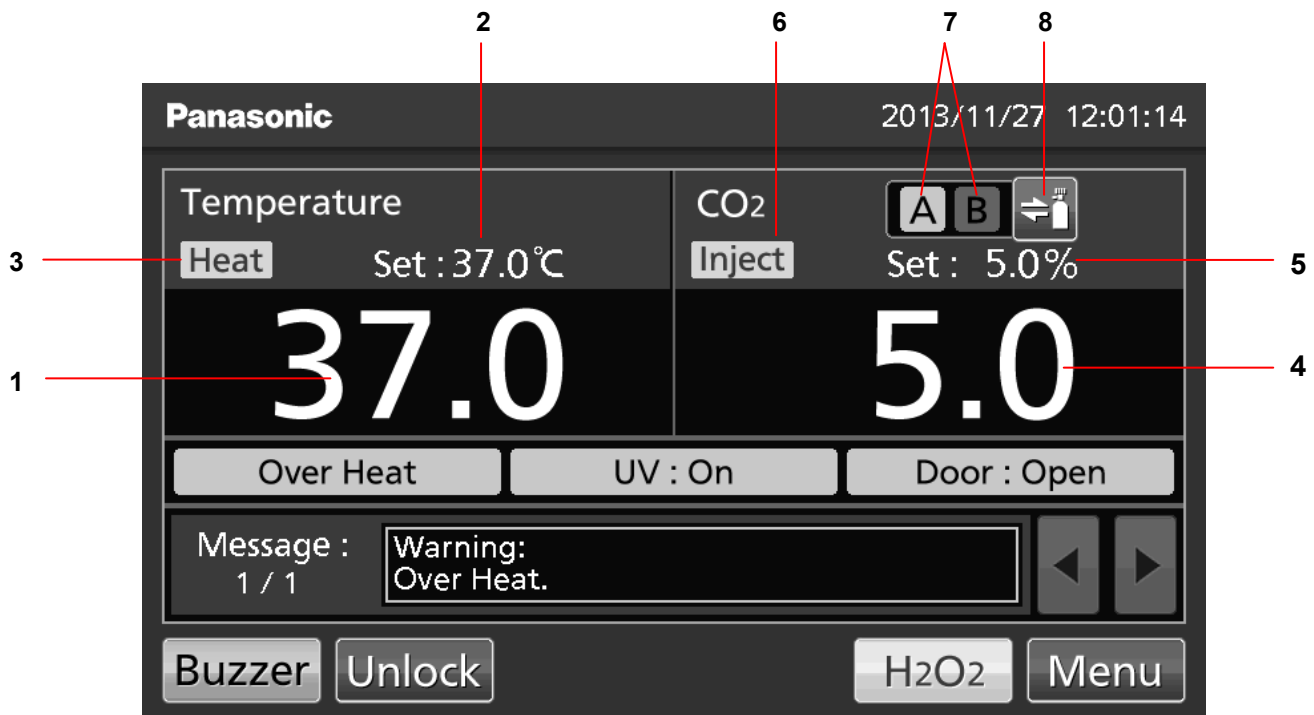 2 6 7 8
Panasonic 2013/11/27 12:01:14
Temperature CO2 A B
3 Heat Set : 37.0℃ Inject Set : 5.0% 5
1 37.0 5.0 4
Over Heat UV : On Door : Open
Message : Warning:
1 / 1 Over Heat.
Buzzer Unlock H2O2 Menu